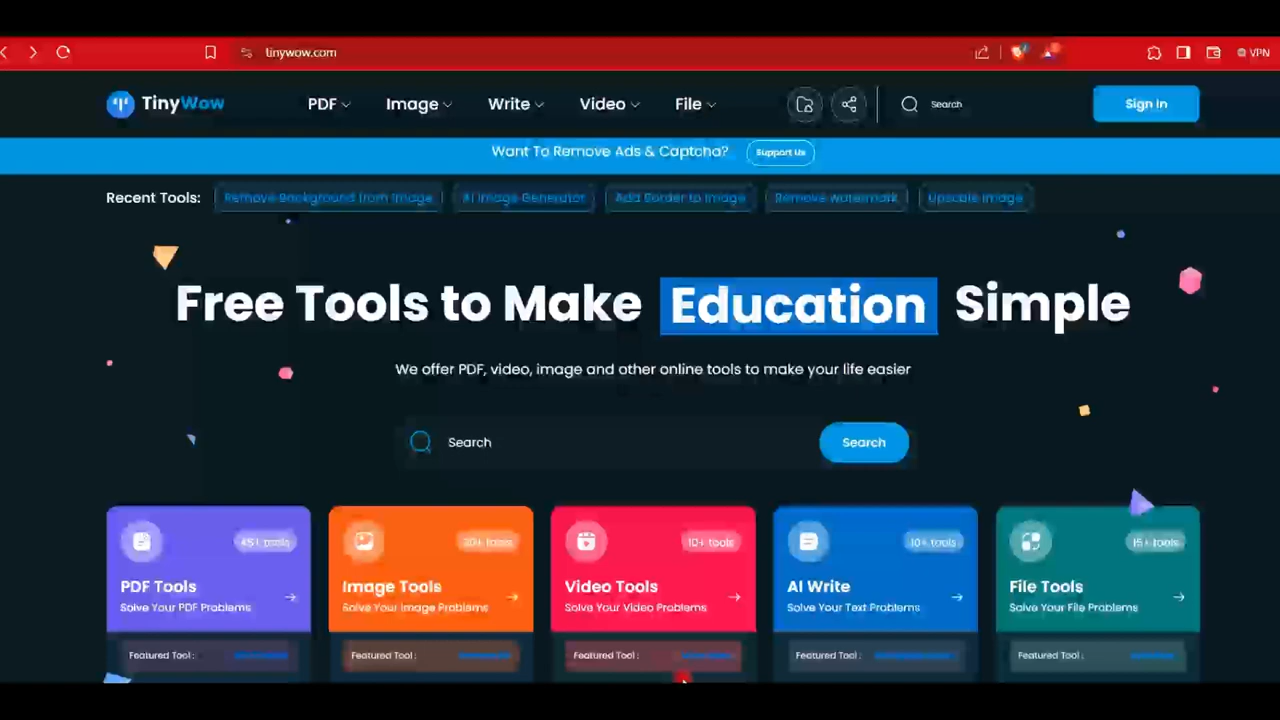 tinywow.com
VPN
TinyWow
PDF Image Write Video File
Search
Sign In
Want To Remove Ads & Captcha? Support Us
Recent Tools: Remove Background from Image AI Image Generator Add Border to Image Remove Watermark Upscale Image
Free Tools to Make Education Simple
We offer PDF, video, image and other online tools to make your life easier
Search Search
45+ tools
PDF Tools
Solve Your PDF Problems
Featured Tool :
30+ tools
Image Tools
Solve Your Image Problems
Featured Tool :
10+ tools
Video Tools
Solve Your Video Problems
Featured Tool :
10+ tools
AI Write
Solve Your Text Problems
Featured Tool :
15+ tools
File Tools
Solve Your File Problems
Featured Tool :